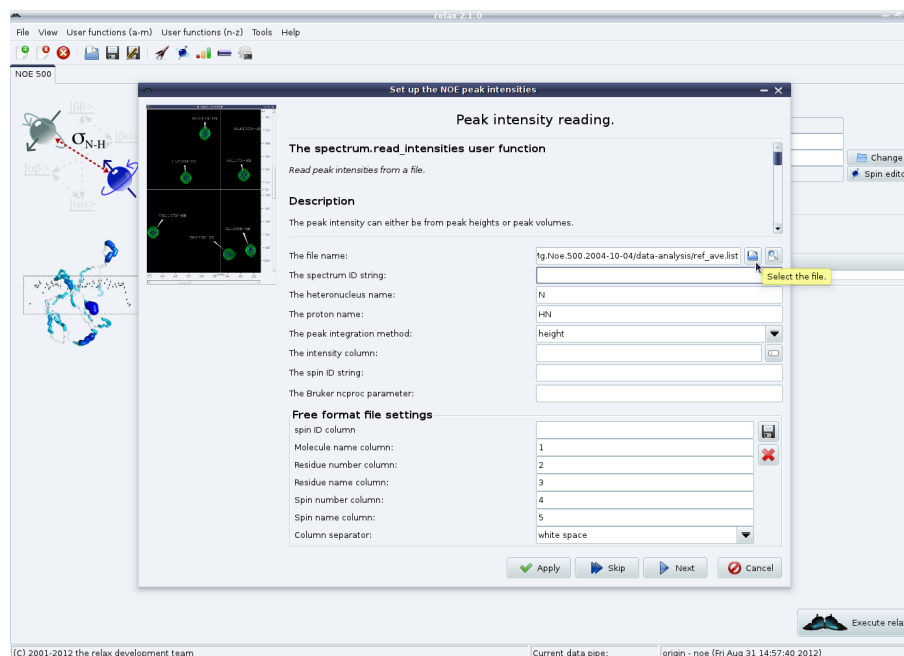 relax 2.1.0
File View User functions (a-m) User functions (n-z) Tools Help
NOE 500
Set up the NOE peak intensities
Peak intensity reading.
The spectrum.read_intensities user function
Read peak intensities from a file.
Description
The peak intensity can either be from peak heights or peak volumes.
σN-H
|ββ>
|αα>
Change
Spin edito
The file name: 1g.Noe.500.2004-10-04/data-analysis/ref_ave.list
Select the file.
The spectrum ID string:
The heteronucleus name: N
The proton name: HN
The peak integration method: height
The intensity column:
The spin ID string:
The Bruker ncproc parameter:
Free format file settings
spin ID column
Molecule name column: 1
Residue number column: 2
Residue name column: 3
Spin number column: 4
Spin name column: 5
Column separator: white space
Apply Skip Next Cancel
Execute rela
(C) 2001-2012 the relax development team Current data pipe: origin - noe (Fri Aug 31 14:57:40 2012)